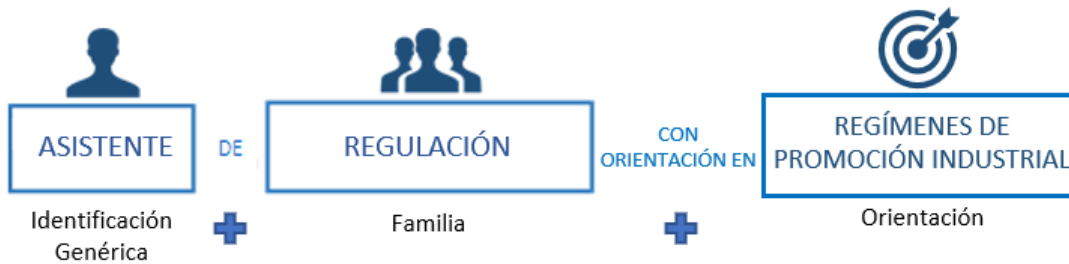 ASISTENTE
DE
REGULACIÓN
CON
ORIENTACIÓN EN
REGÍMENES DE
PROMOCIÓN INDUSTRIAL
Identificación
Genérica
Familia
Orientación